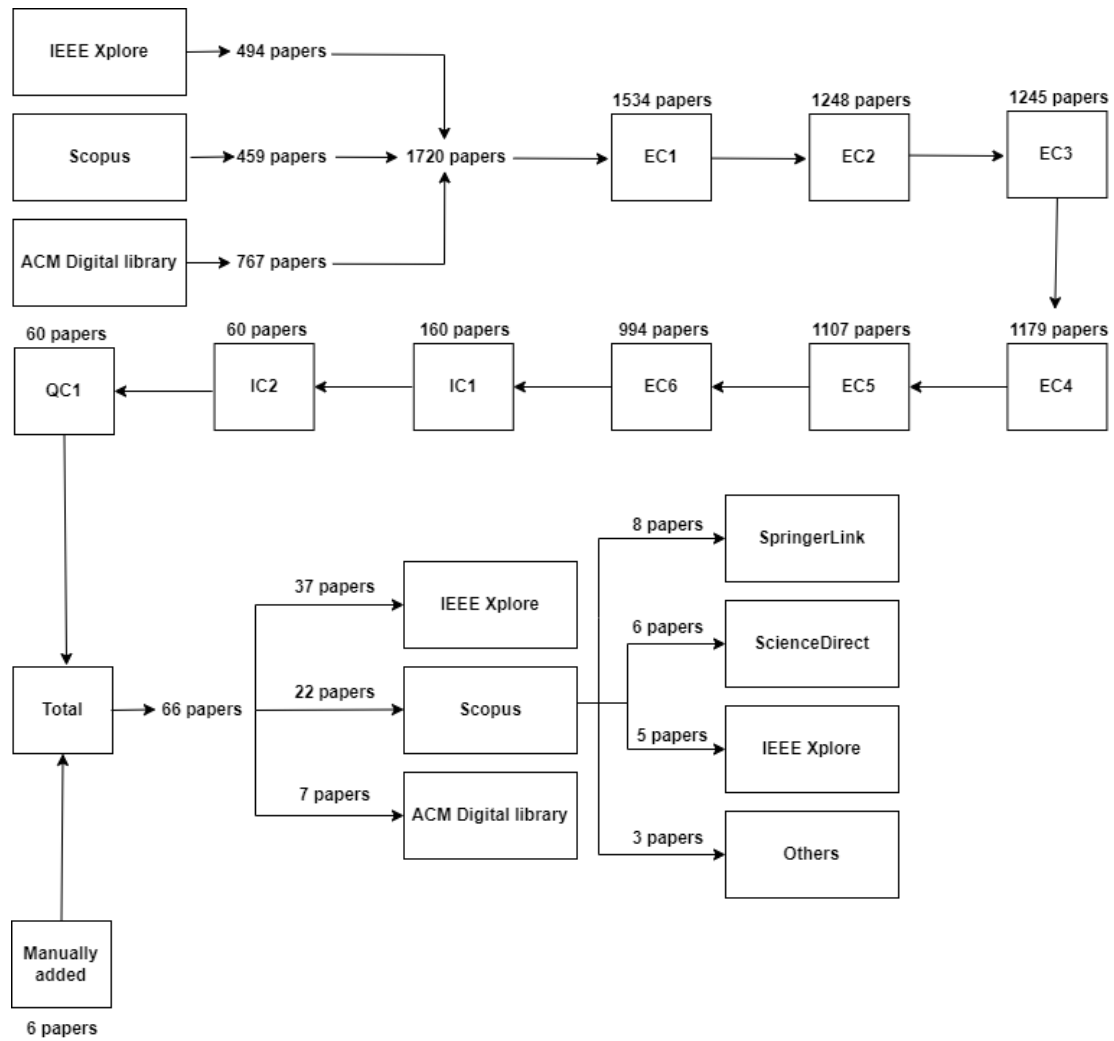 IEEE Xplore
494 papers
Scopus
459 papers
1720 papers
ACM Digital library
767 papers
1534 papers
EC1
1248 papers
EC2
1245 papers
EC3
1179 papers
EC4
1107 papers
EC5
994 papers
EC6
160 papers
IC1
60 papers
IC2
60 papers
QC1
Total
66 papers
Manually
added
6 papers
37 papers
IEEE Xplore
22 papers
Scopus
7 papers
ACM Digital library
8 papers
SpringerLink
6 papers
ScienceDirect
5 papers
IEEE Xplore
3 papers
Others